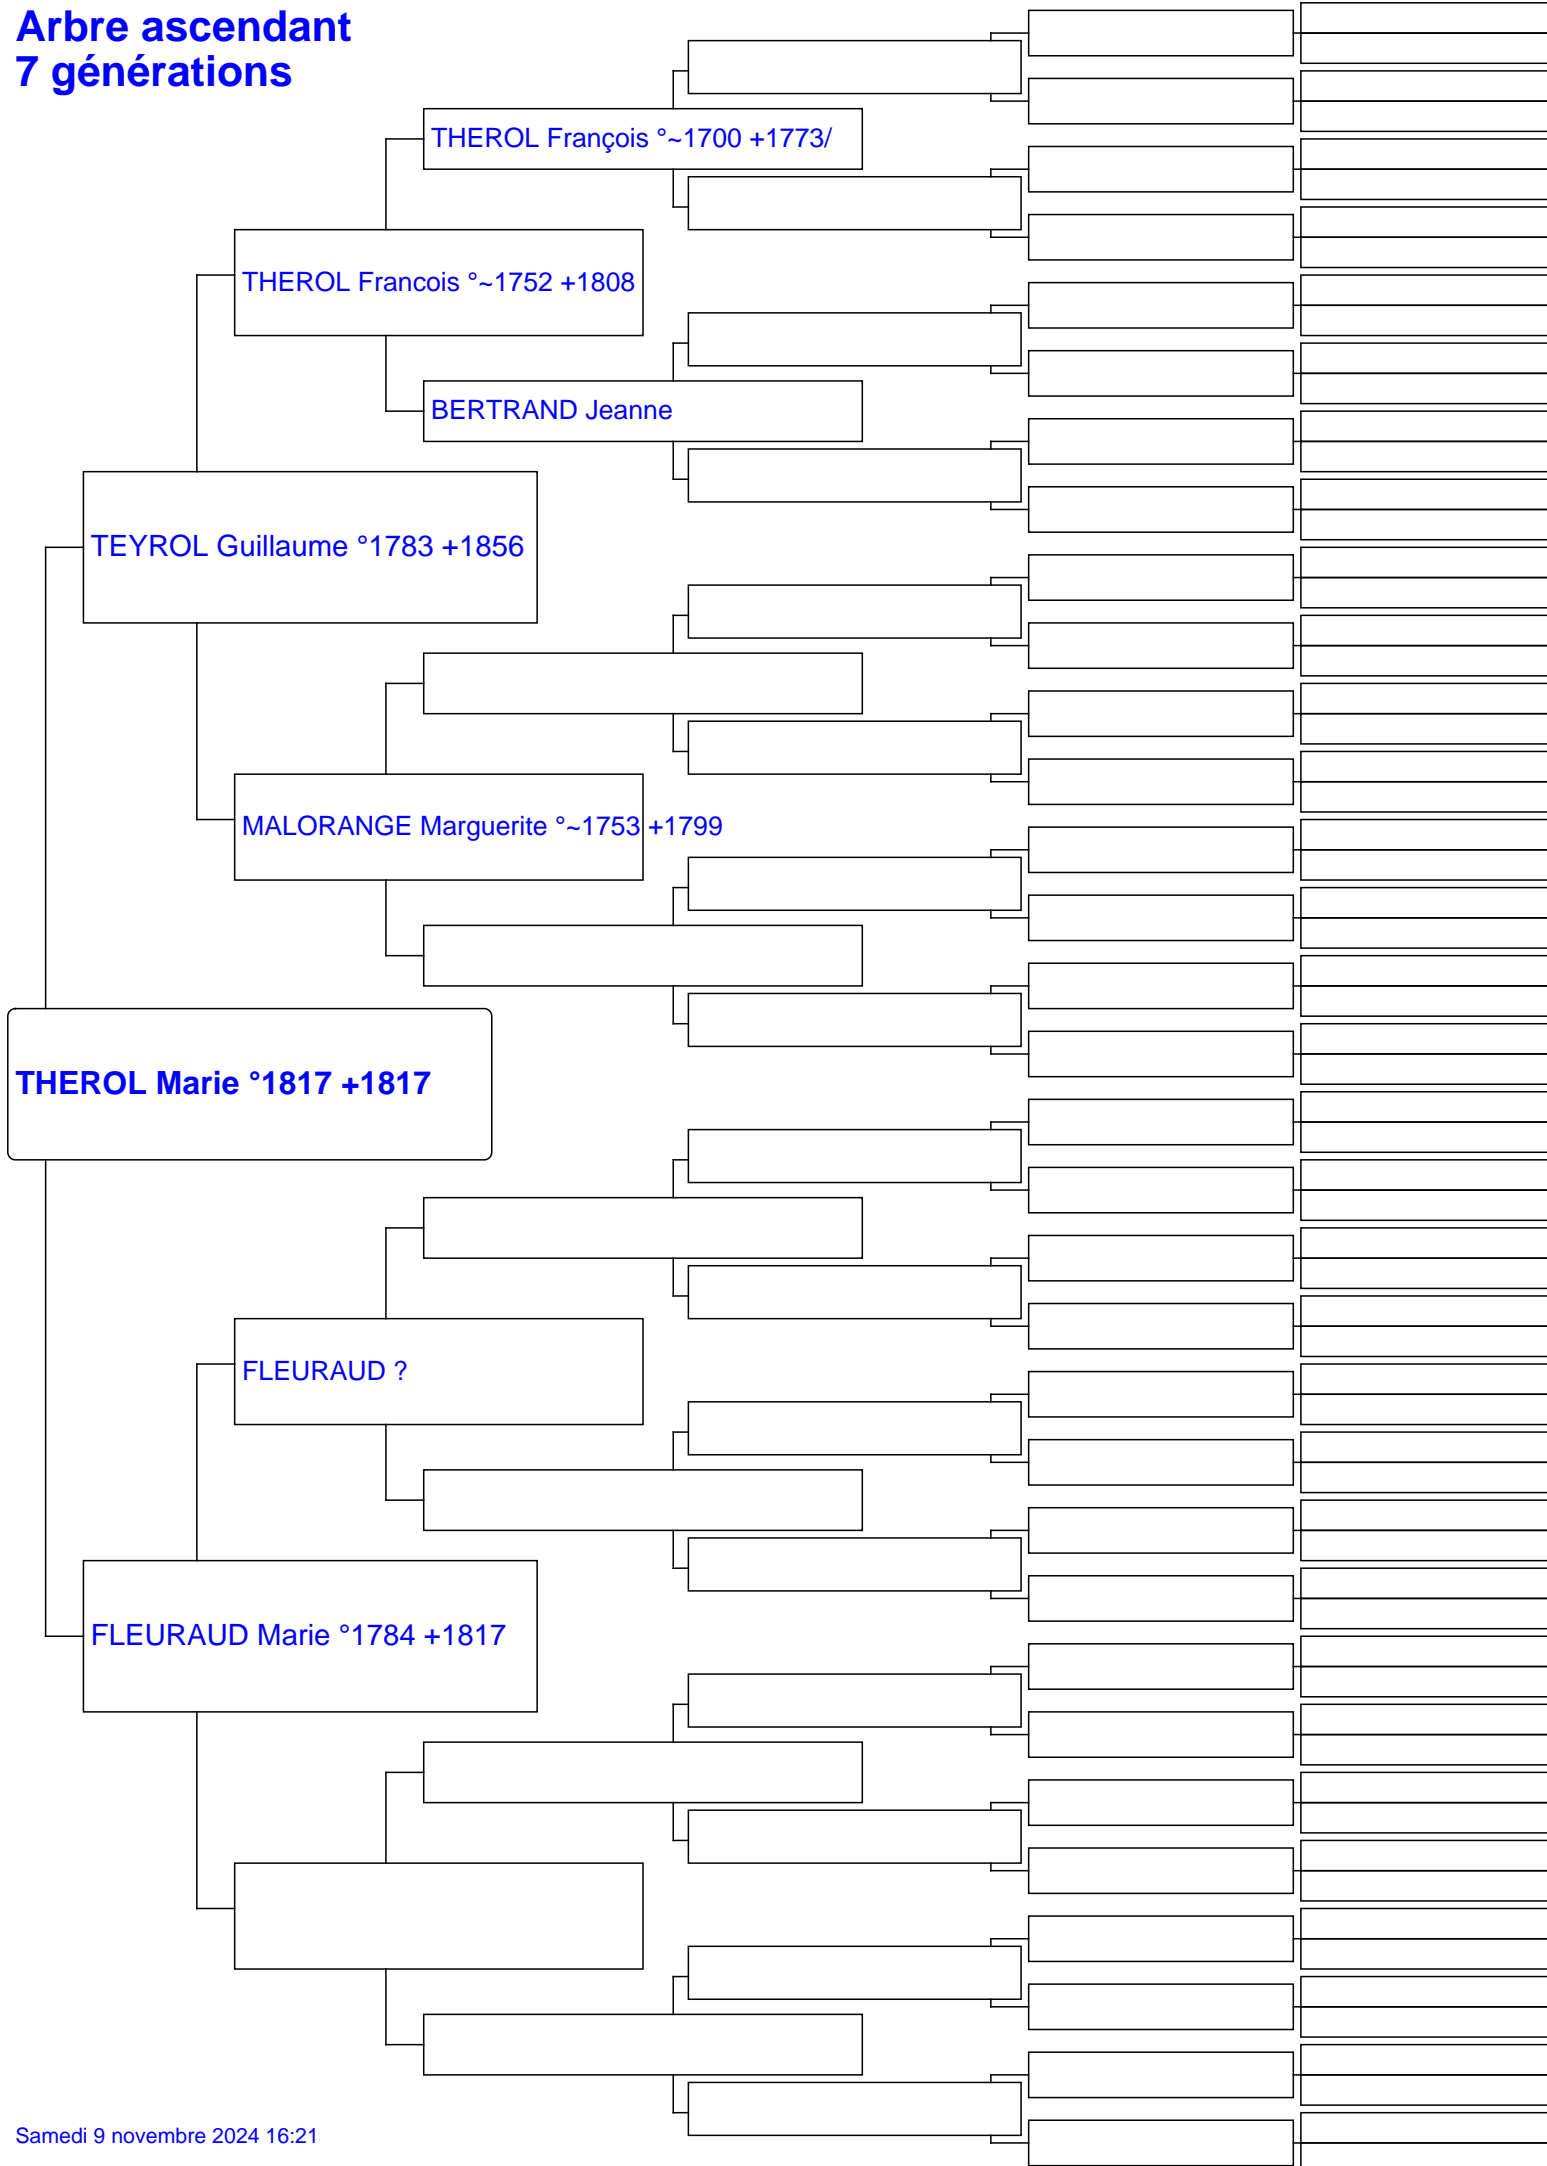 Arbre ascendant
7 générations
THEROL François °~1700 +1773/
THEROL Francois °~1752 +1808
BERTRAND Jeanne
TEYROL Guillaume °1783 +1856
MALORANGE Marguerite °~1753 +1799
THEROL Marie °1817 +1817
FLEURAUD ?
FLEURAUD Marie °1784 +1817
Samedi 9 novembre 2024 16:21